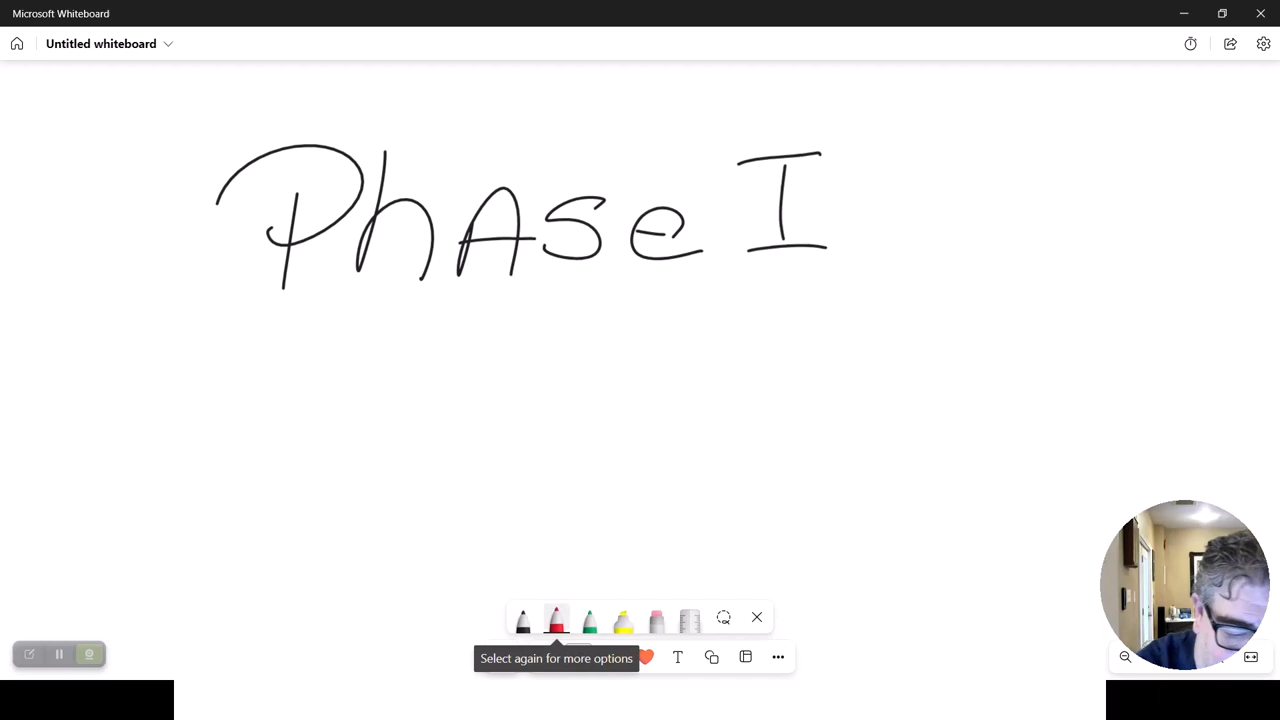 Microsoft Whiteboard
Untitled whiteboard
PhAse I
Select again for more options
T